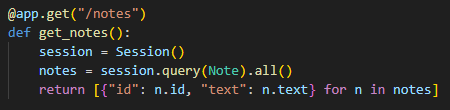 @app.get("/notes")
def get_notes():
    session = Session()
    notes = session.query(Note).all()
    return [{"id": n.id, "text": n.text} for n in notes]